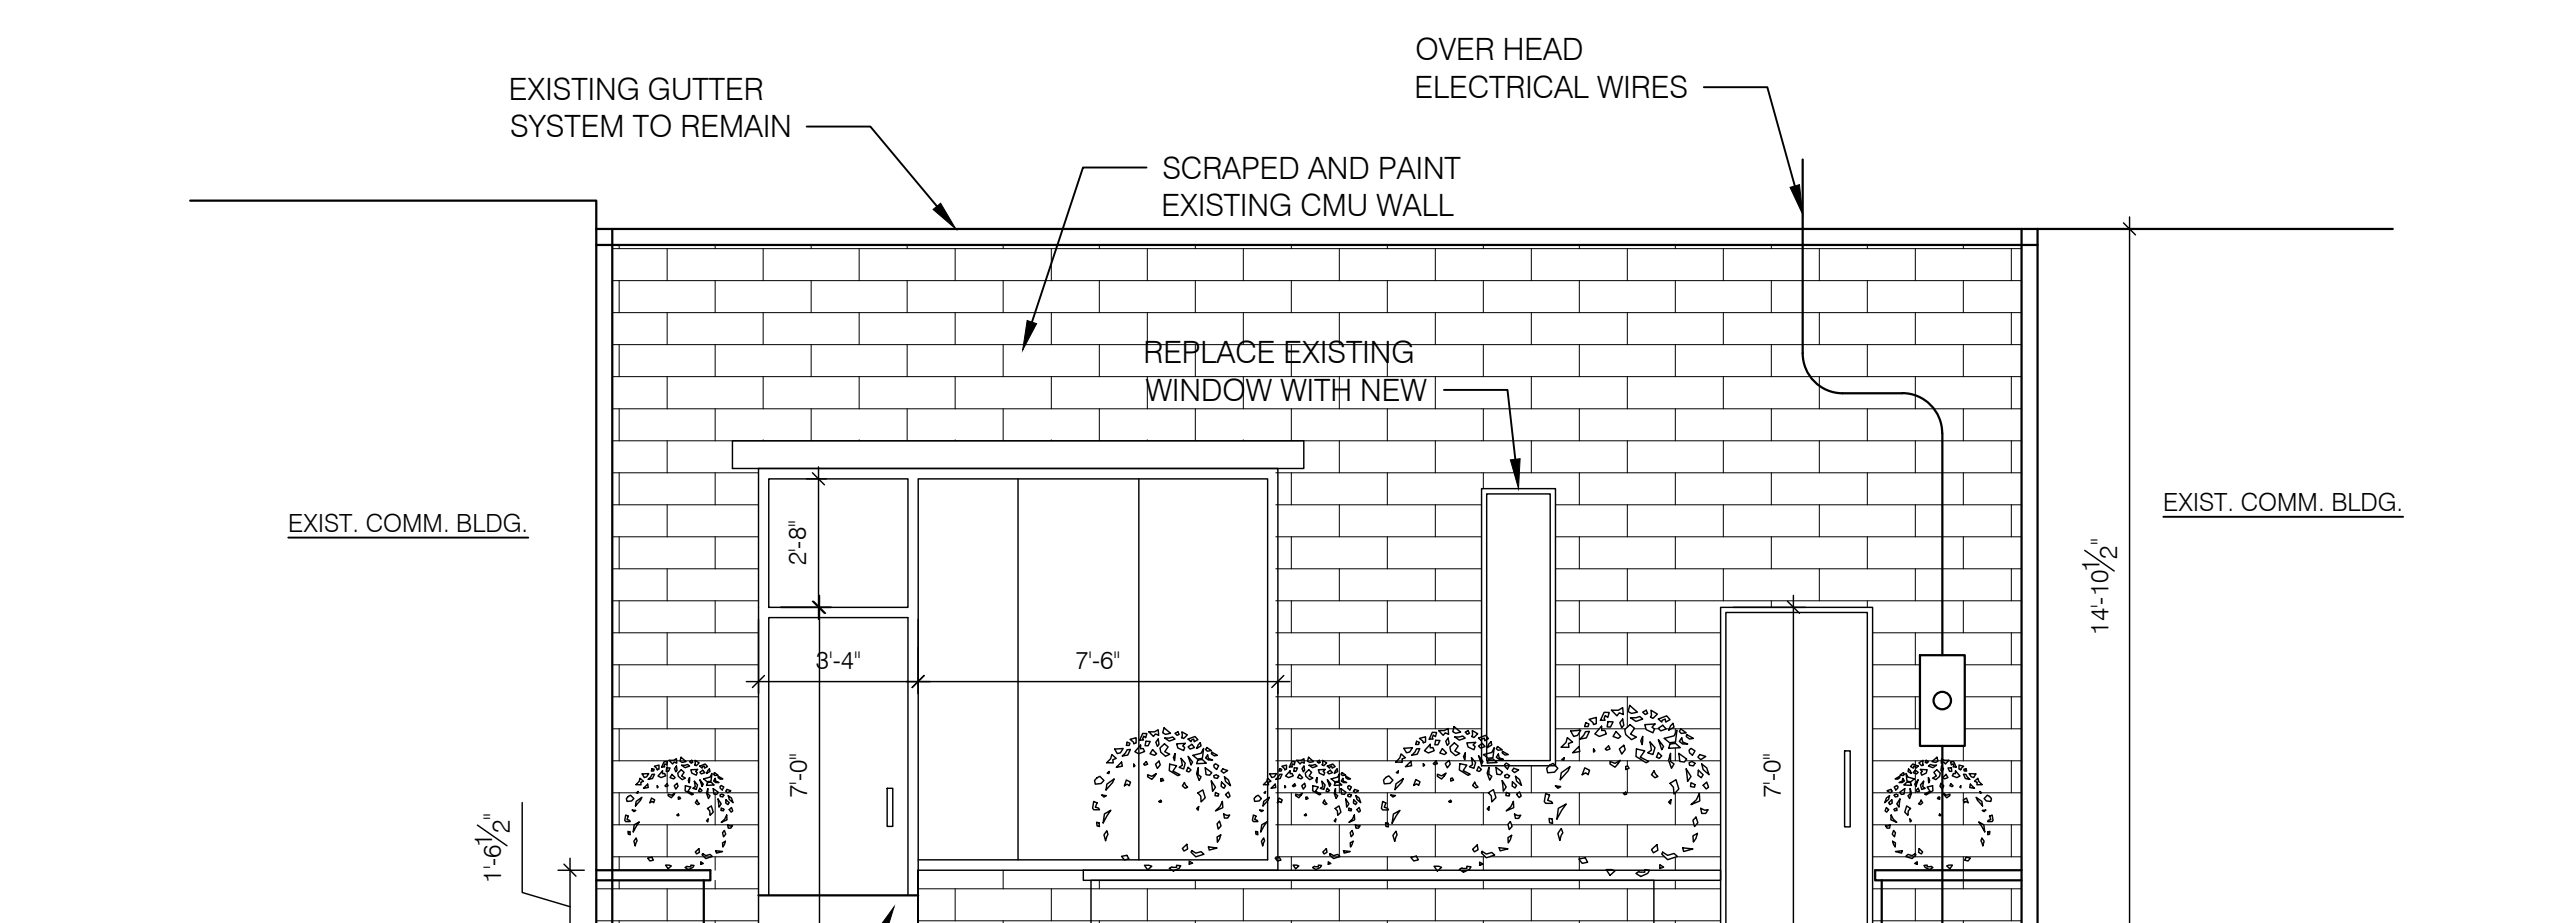 OVER HEAD
ELECTRICAL WIRES
EXISTING GUTTER
SYSTEM TO REMAIN
SCRAPED AND PAINT
EXISTING CMU WALL
REPLACE EXISTING
WINDOW WITH NEW
EXIST. COMM. BLDG.
EXIST. COMM. BLDG.
2'-8"
14'-10½"
3'-4"
7'-6"
7'-0"
7'-0"
1'-6½"